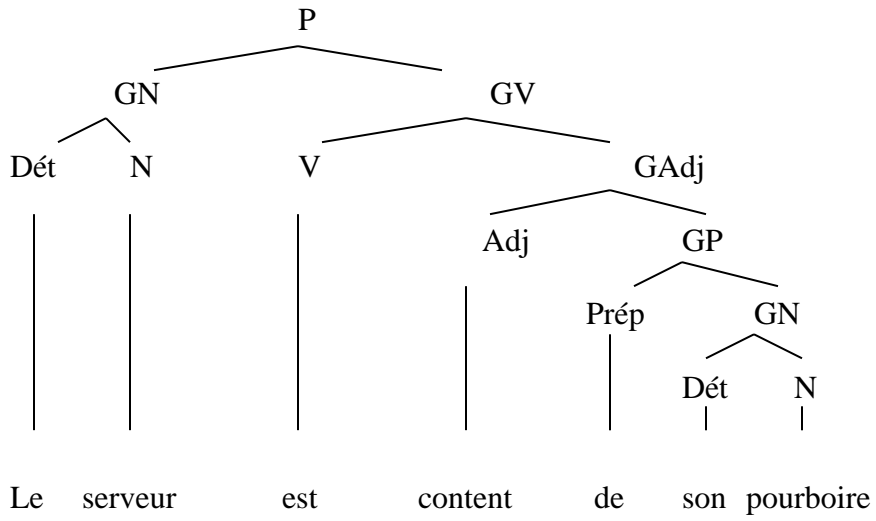 P
GN GV
Dét N V GAdj
Adj GP
Prép GN
Dét N
Le serveur est content de son pourboire